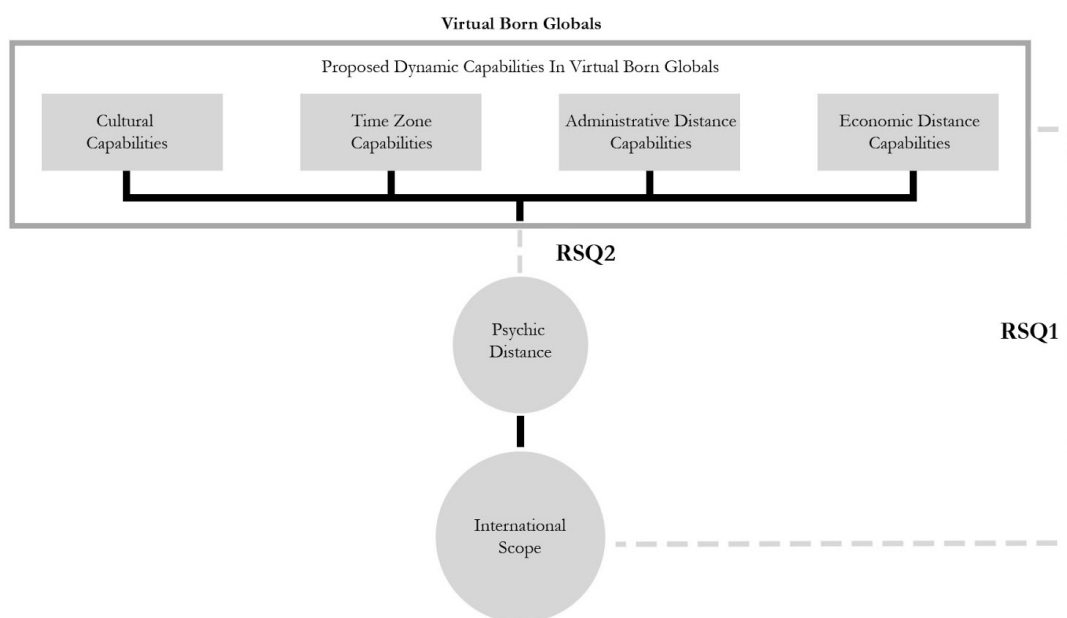 Virtual Born Globals
Proposed Dynamic Capabilities In Virtual Born Globals
Cultural
Capabilities
Time Zone
Capabilities
Administrative Distance
Capabilities
Economic Distance
Capabilities
RSQ2
Psychic
Distance
RSQ1
International
Scope